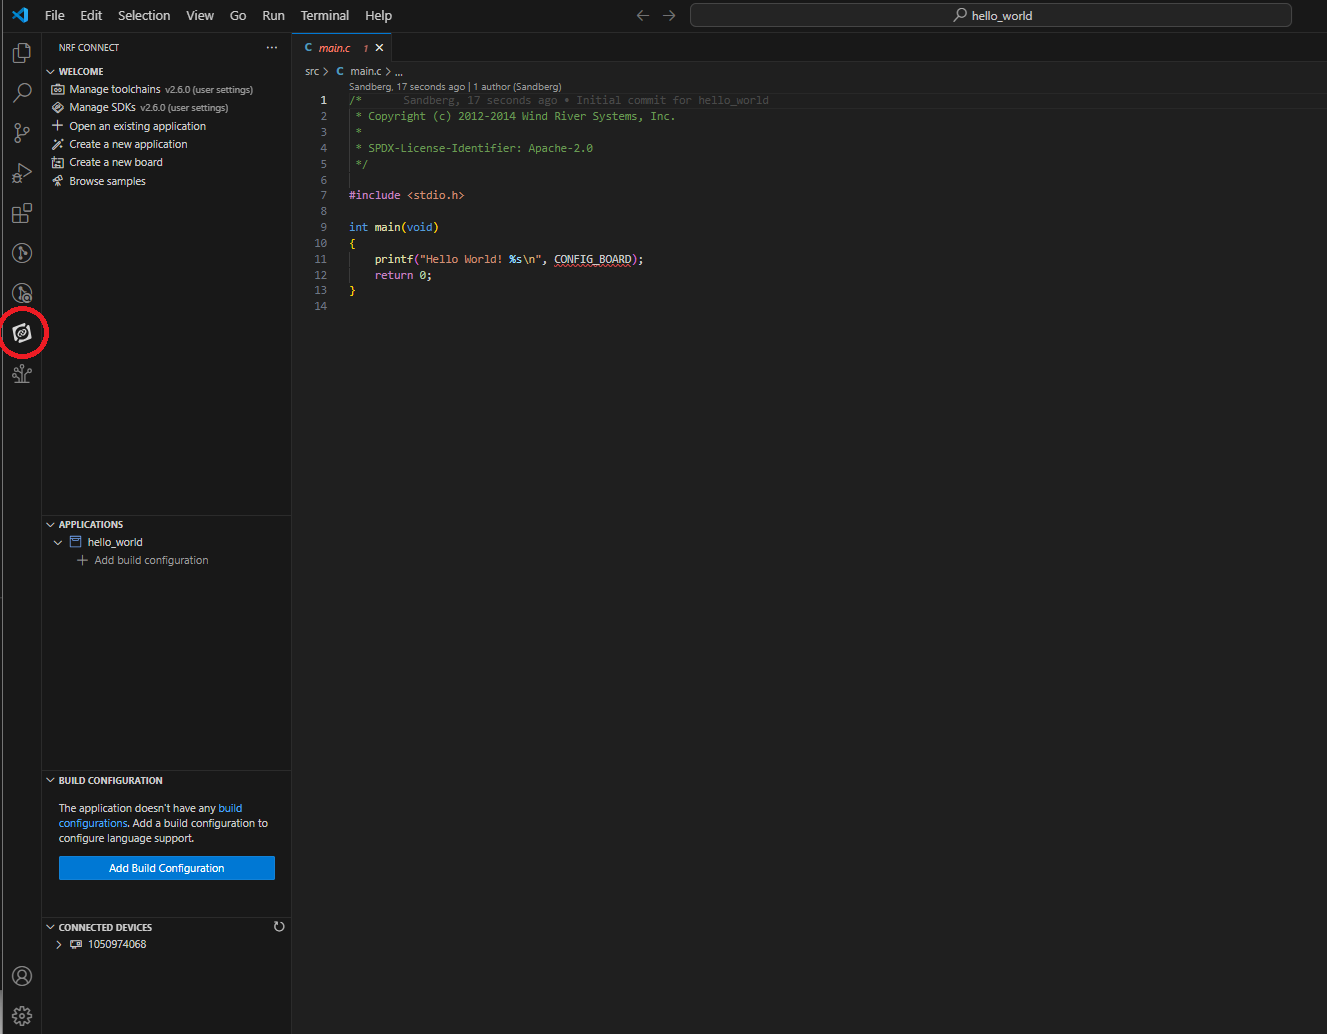 File Edit Selection View Go Run Terminal Help
hello_world
NRF CONNECT
WELCOME
Manage toolchains v2.6.0 (user settings)
Manage SDKs v2.6.0 (user settings)
Open an existing application
Create a new application
Create a new board
Browse samples
APPLICATIONS
hello_world
Add build configuration
BUILD CONFIGURATION
The application doesn't have any build
configurations. Add a build configuration to
configure language support.
Add Build Configuration
CONNECTED DEVICES
1050974068
C main.c 1
src > C main.c > ...
Sandberg, 17 seconds ago | 1 author (Sandberg)
1 /* Sandberg, 17 seconds ago • Initial commit for hello_world
2 * Copyright (c) 2012-2014 Wind River Systems, Inc.
3 *
4 * SPDX-License-Identifier: Apache-2.0
5 */
6
7 #include <stdio.h>
8
9 int main(void)
10 {
11 printf("Hello World! %s\n", CONFIG_BOARD);
12 return 0;
13 }
14